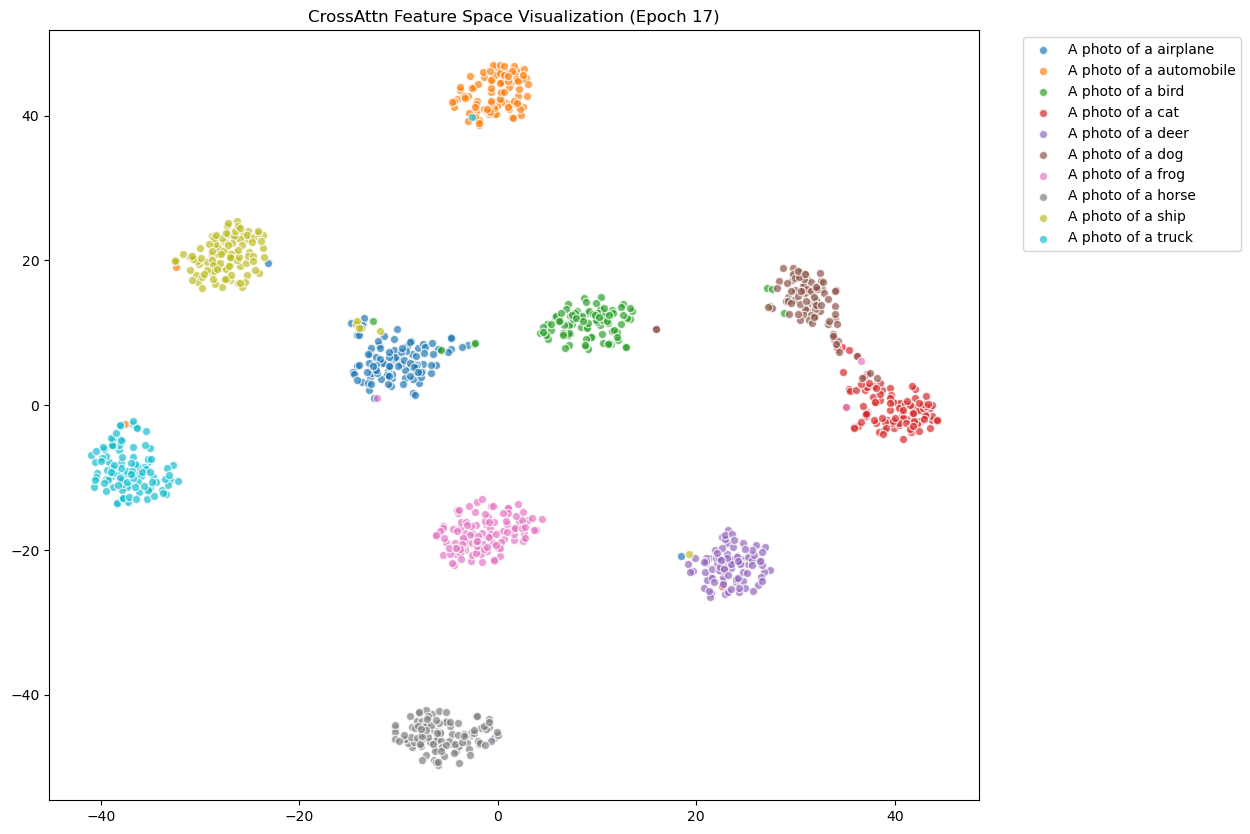 CrossAttn Feature Space Visualization (Epoch 17)
A photo of a airplane
A photo of a automobile
A photo of a bird
A photo of a cat
A photo of a deer
A photo of a dog
A photo of a frog
A photo of a horse
A photo of a ship
A photo of a truck
40
20
0
−20
−40
−40
−20
0
20
40